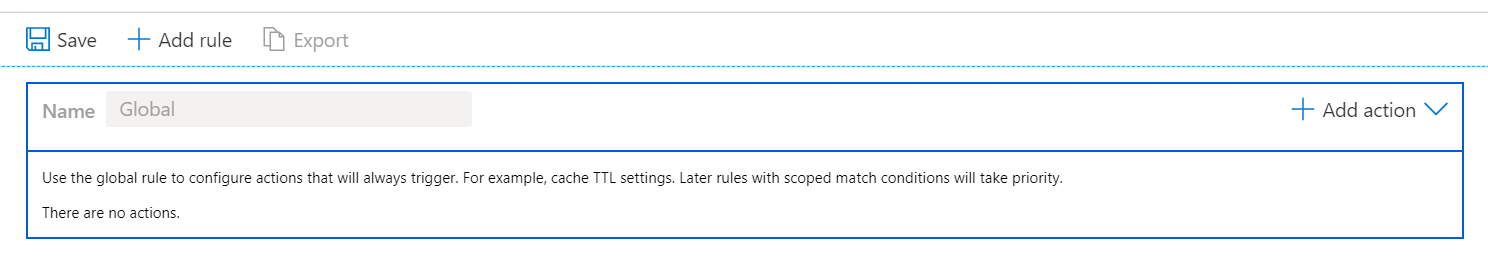 Save Add rule Export
Name Global Add action
Use the global rule to configure actions that will always trigger. For example, cache TTL settings. Later rules with scoped match conditions will take priority.
There are no actions.